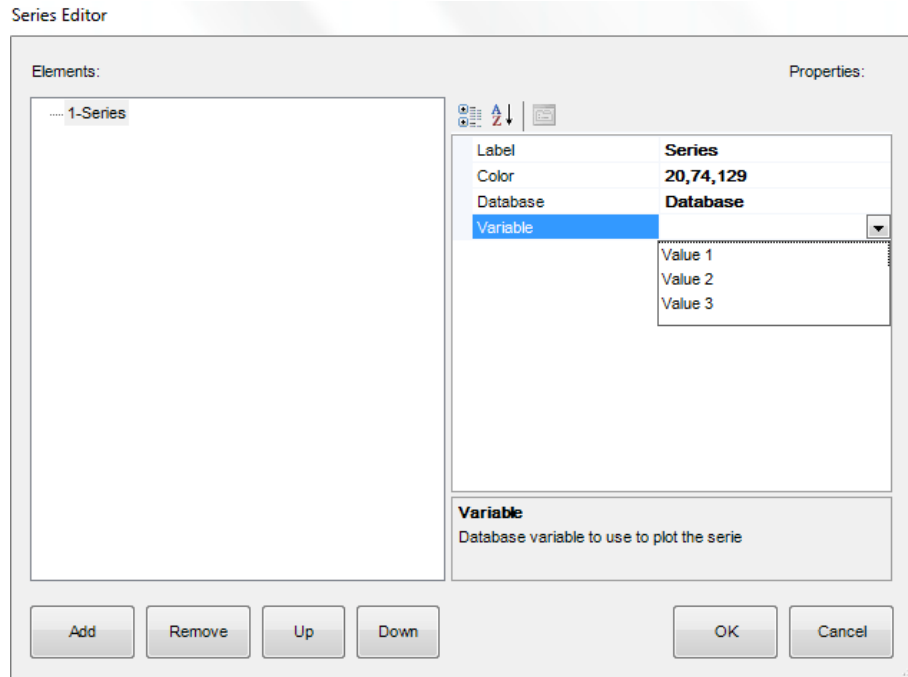 Series Editor
Elements:
Properties:
1-Series
Label Series
Color 20,74,129
Database Database
Variable
Value 1
Value 2
Value 3
Variable
Database variable to use to plot the serie
Add Remove Up Down OK Cancel